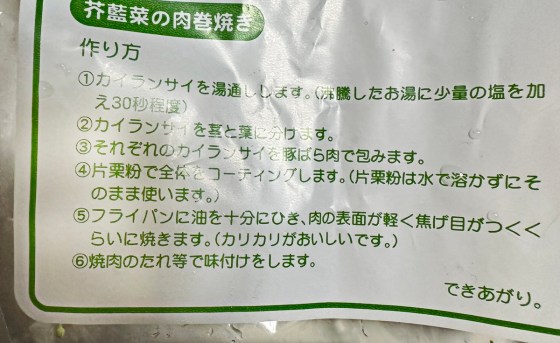 芥藍菜の肉巻焼き
作り方
①カイランサイを湯通しします。(沸騰したお湯に少量の塩を加
え30秒程度)
②カイランサイを茎と葉に分けます。
③それぞれのカイランサイを豚ばら肉で包みます。
④片栗粉で全体をコーティングします。(片栗粉は水で溶かずにそ
のまま使います。)
⑤フライパンに油を十分にひき、肉の表面が軽く焦げ目がつくく
らいに焼きます。(カリカリがおいしいです。)
⑥焼肉のたれ等で味付けをします。
できあがり。